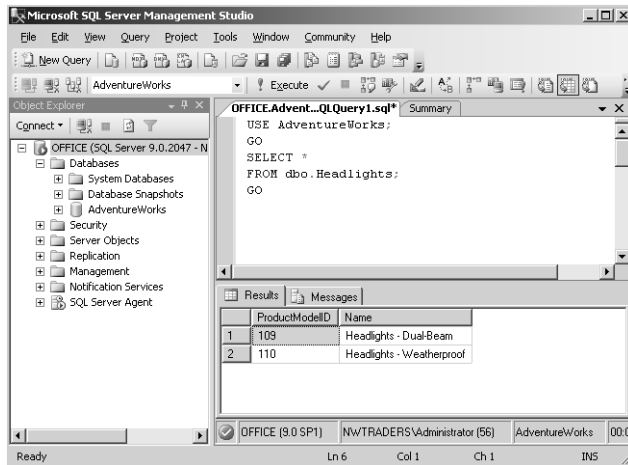 Microsoft SQL Server Management Studio
File Edit View Query Project Tools Window Community Help
New Query
AdventureWorks Execute
Object Explorer
Connect
OFFICE (SQL Server 9.0.2047 - N
Databases
System Databases
Database Snapshots
AdventureWorks
Security
Server Objects
Replication
Management
Notification Services
SQL Server Agent
OFFICE.Advent...QLQuery1.sql* Summary
USE AdventureWorks;
GO
SELECT *
FROM dbo.Headlights;
GO
Results Messages
ProductModelID Name
1 109 Headlights - Dual-Beam
2 110 Headlights - Weatherproof
OFFICE (9.0 SP1) NWTRADERS\Administrator (56) AdventureWorks 00:0
Ready Ln 6 Col 1 Ch 1 INS